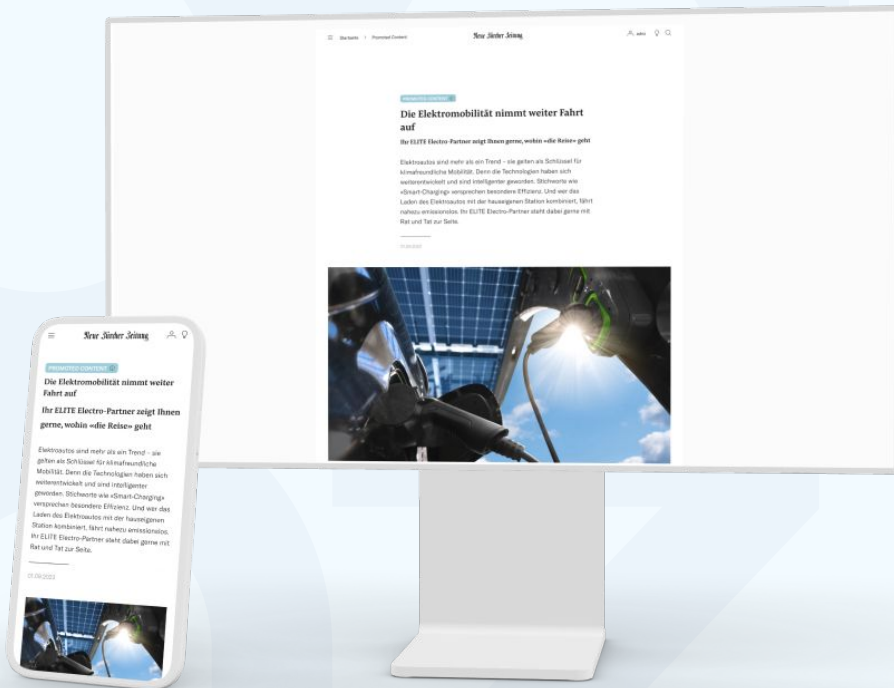 Startseite | Promoted Content
Neue Zürcher Zeitung
PROMOTED CONTENT
Die Elektromobilität nimmt weiter Fahrt
auf
Ihr ELITE Electro-Partner zeigt Ihnen gerne, wohin «die Reise» geht
Elektroautos sind mehr als ein Trend – sie gelten als Schlüssel für
klimafreundliche Mobilität. Denn die Technologien haben sich
weiterentwickelt und sind intelligenter geworden. Stichworte wie
«Smart-Charging» versprechen besondere Effizienz. Und wer das
Laden des Elektroautos mit der hauseigenen Station kombiniert, fährt
nahezu emissionslos. Ihr ELITE Electro-Partner steht dabei gerne mit
Rat und Tat zur Seite.
Neue Zürcher Zeitung
PROMOTED CONTENT
Die Elektromobilität nimmt weiter
Fahrt auf
Ihr ELITE Electro-Partner zeigt Ihnen
gerne, wohin «die Reise» geht
Elektroautos sind mehr als ein Trend – sie
gelten als Schlüssel für klimafreundliche
Mobilität. Denn die Technologien haben sich
weiterentwickelt und sind intelligenter
geworden. Stichworte wie «Smart-Charging»
versprechen besondere Effizienz. Und wer das
Laden des Elektroautos mit der hauseigenen
Station kombiniert, fährt nahezu emissionslos.
Ihr ELITE Electro-Partner steht dabei gerne mit
Rat und Tat zur Seite.